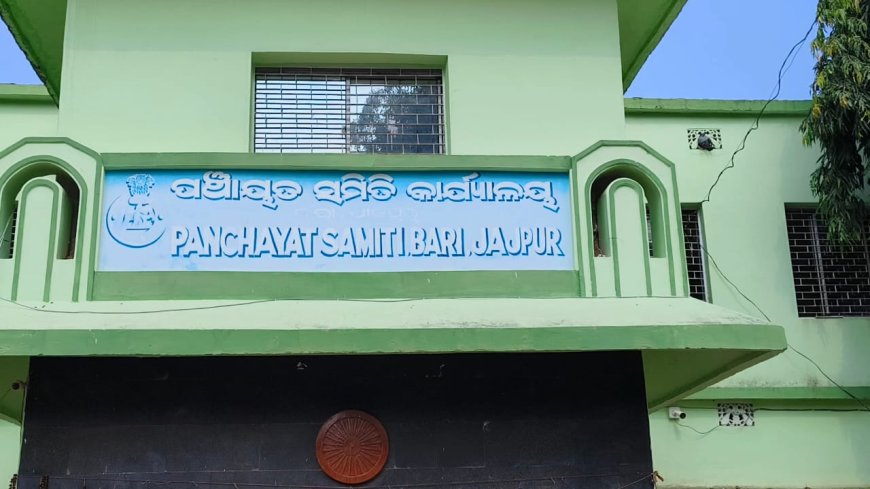 ପଞ୍ଚାୟତ ସମିତି କାର୍ଯ୍ୟାଳୟ
PANCHAYAT SAMITI.BARI.JAJPUR